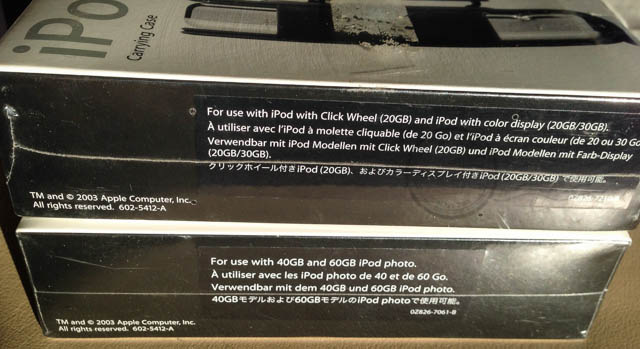 iPo
Carrying Case
For use with iPod with Click Wheel (20GB) and iPod with color display (20GB/30GB).
À utiliser avec l'iPod à molette cliquable (de 20 Go) et l'iPod à écran couleur (de 20 ou 30 Go
Verwendbar mit iPod Modellen mit Click Wheel (20GB) und iPod Modellen mit Farb-Display
(20GB/30GB).
クリックホイール付きiPod (20GB)、およびカラーディスプレイ付きiPod (20GB/30GB) で使用可能。
TM and © 2003 Apple Computer, Inc.
All rights reserved. 602-5412-A
For use with 40GB and 60GB iPod photo.
À utiliser avec les iPod photo de 40 et de 60 Go.
Verwendbar mit dem 40GB und 60GB iPod photo.
40GBモデルおよび60GBモデルのiPod photoで使用可能。
0Z826-7061-B
TM and © 2003 Apple Computer, Inc.
All rights reserved. 602-5412-A